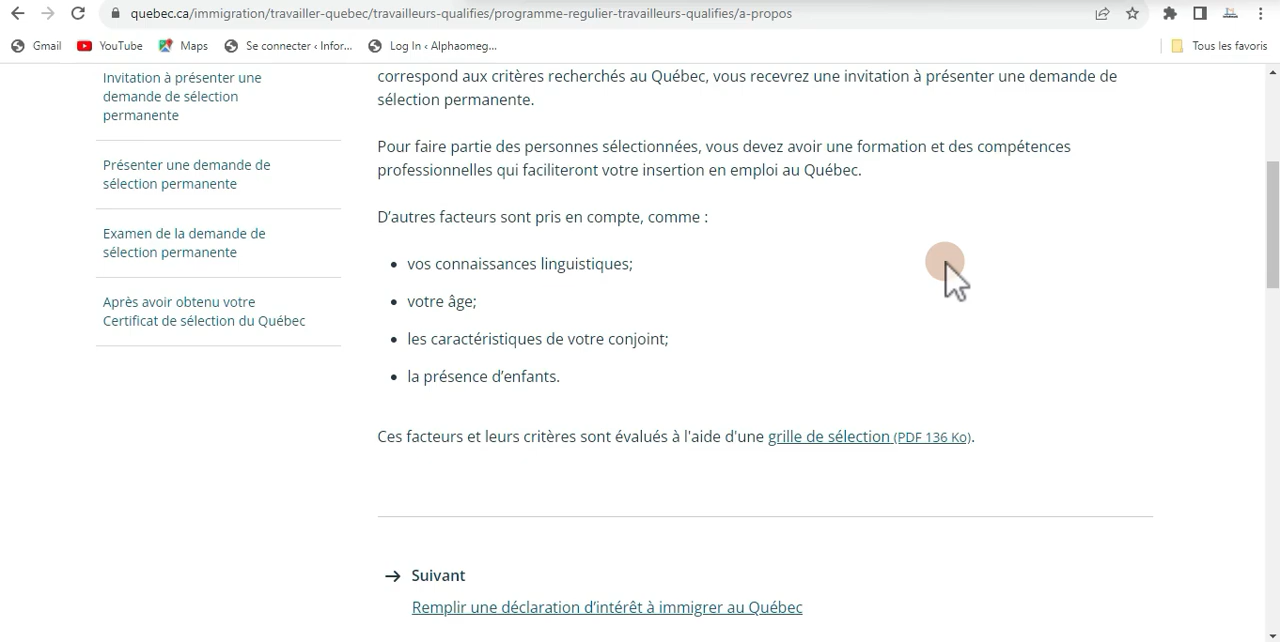 quebec.ca/immigration/travailler-quebec/travailleurs-qualifies/programme-regulier-travailleurs-qualifies/a-propos
Gmail
YouTube
Maps
Se connecter ‹ Infor...
Log In ‹ Alphaomeg...
Tous les favoris
Invitation à présenter une
demande de sélection
permanente
Présenter une demande de
sélection permanente
Examen de la demande de
sélection permanente
Après avoir obtenu votre
Certificat de sélection du Québec
correspond aux critères recherchés au Québec, vous recevrez une invitation à présenter une demande de
sélection permanente.
Pour faire partie des personnes sélectionnées, vous devez avoir une formation et des compétences
professionnelles qui faciliteront votre insertion en emploi au Québec.
D’autres facteurs sont pris en compte, comme :
• vos connaissances linguistiques;
• votre âge;
• les caractéristiques de votre conjoint;
• la présence d’enfants.
Ces facteurs et leurs critères sont évalués à l'aide d'une grille de sélection (PDF 136 Ko).
→ Suivant
Remplir une déclaration d’intérêt à immigrer au Québec